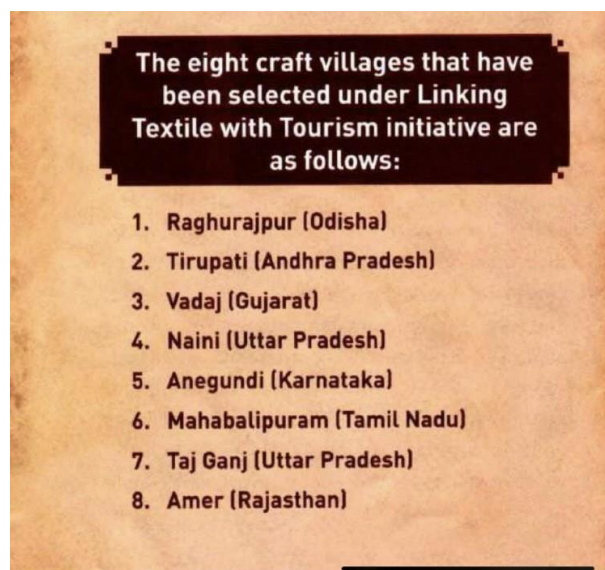 The eight craft villages that have
been selected under Linking
Textile with Tourism initiative are
as follows:
1. Raghurajpur (Odisha)
2. Tirupati (Andhra Pradesh)
3. Vadaj (Gujarat)
4. Naini (Uttar Pradesh)
5. Anegundi (Karnataka)
6. Mahabalipuram (Tamil Nadu)
7. Taj Ganj (Uttar Pradesh)
8. Amer (Rajasthan)